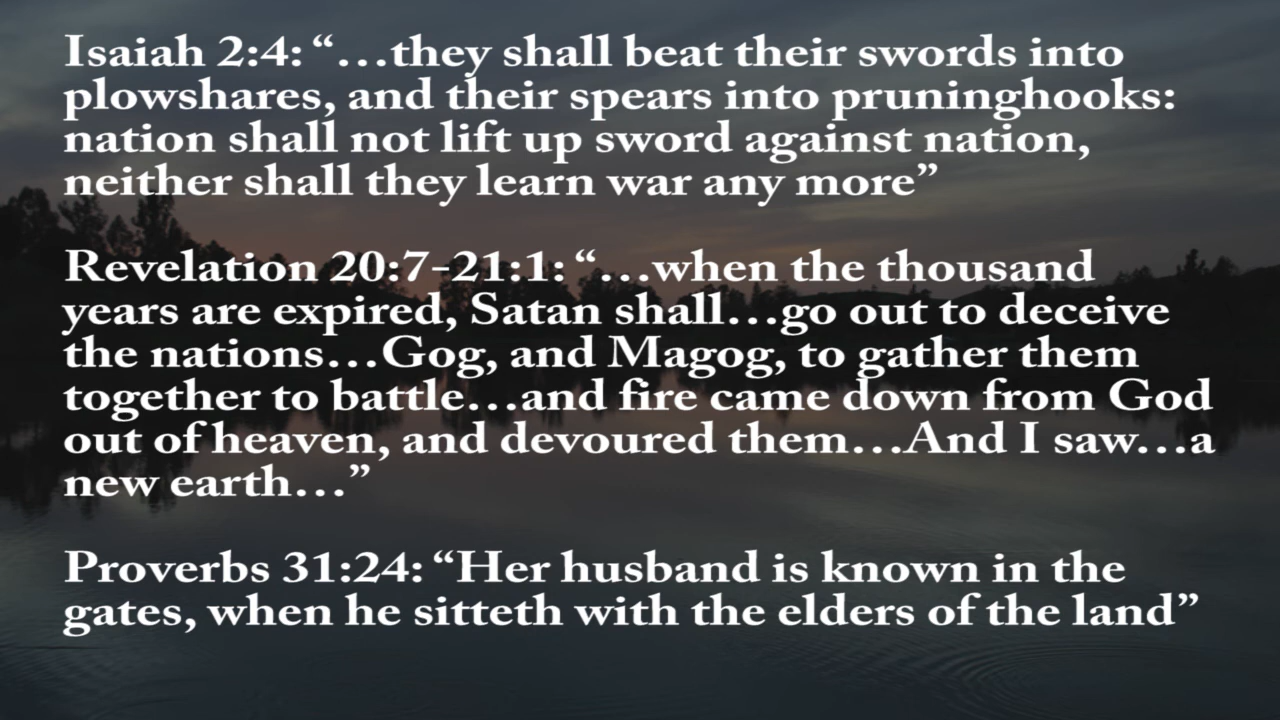 Isaiah 2:4: “…they shall beat their swords into
plowshares, and their spears into pruninghooks:
nation shall not lift up sword against nation,
neither shall they learn war any more”
Revelation 20:7-21:1: “…when the thousand
years are expired, Satan shall…go out to deceive
the nations…Gog, and Magog, to gather them
together to battle…and fire came down from God
out of heaven, and devoured them…And I saw…a
new earth…”
Proverbs 31:24: “Her husband is known in the
gates, when he sitteth with the elders of the land”